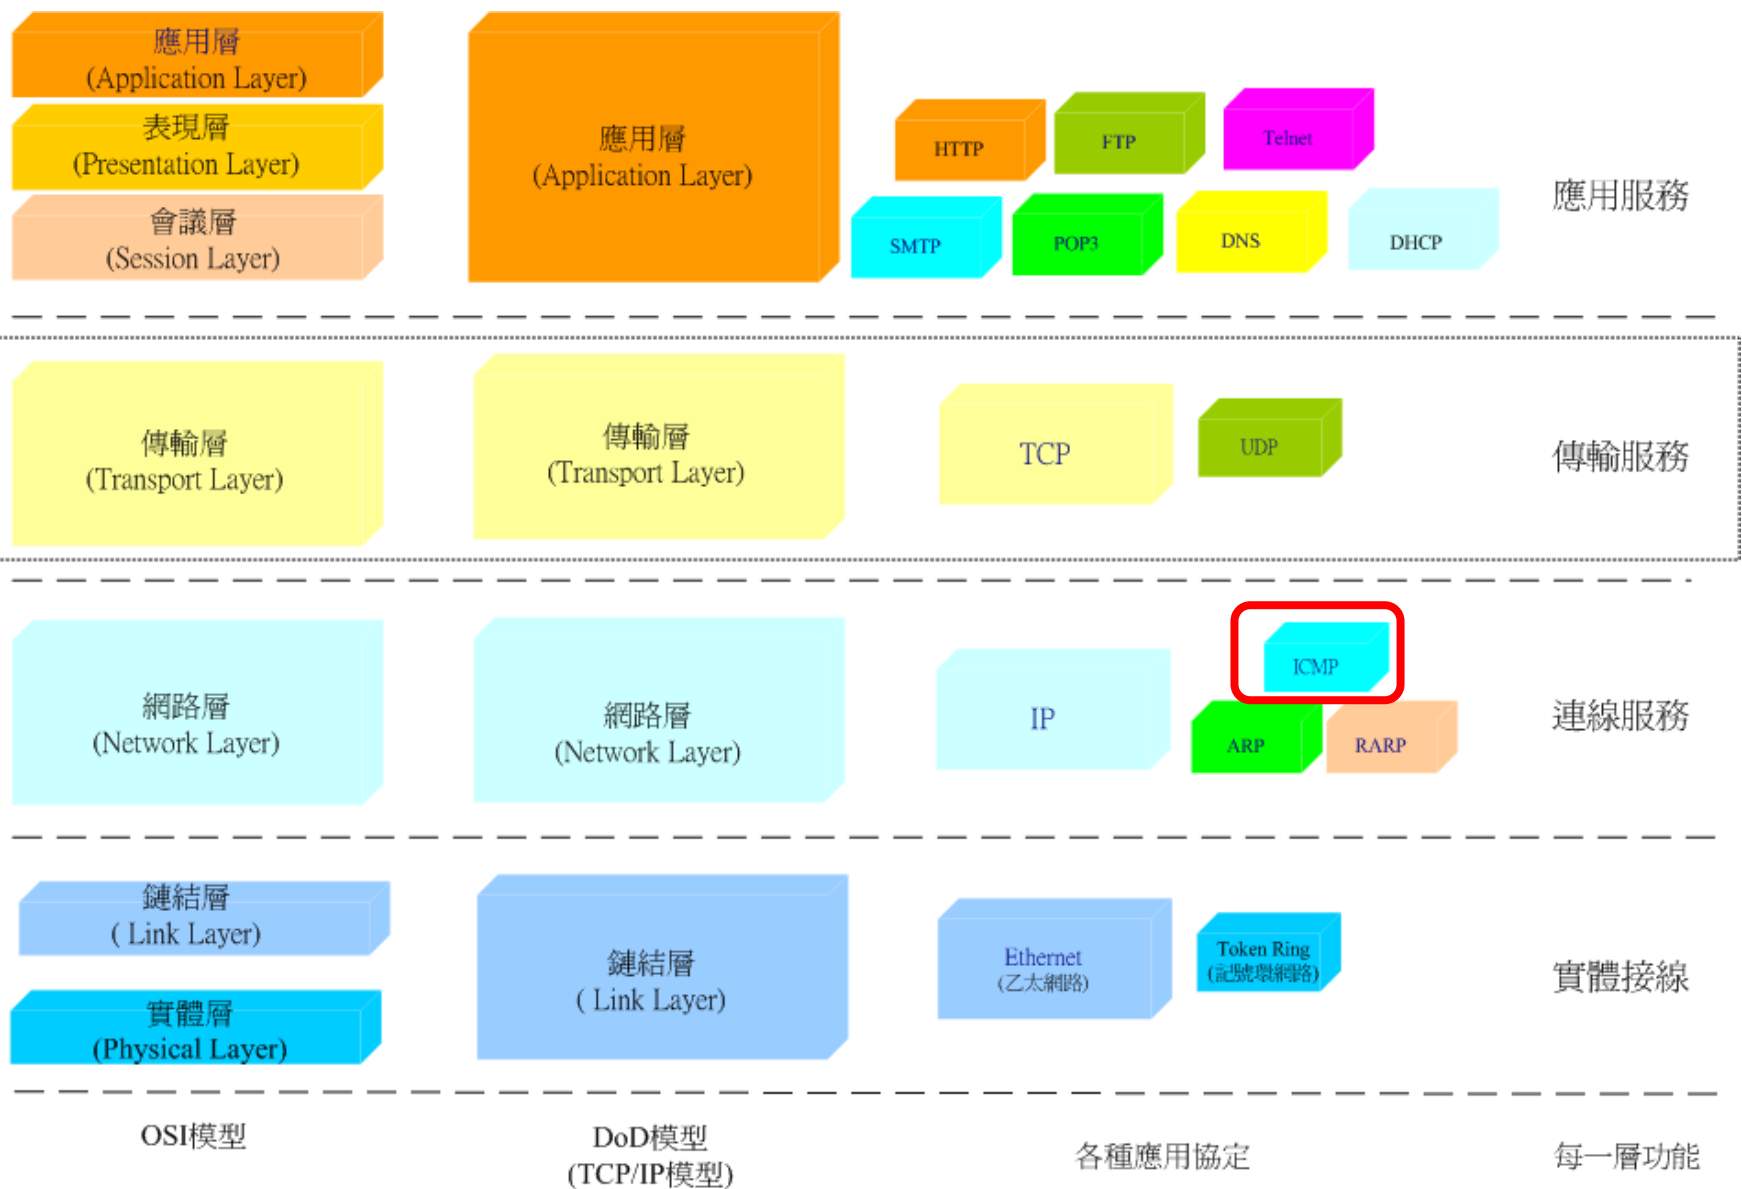 應用層
(Application Layer)
表現層
(Presentation Layer)
會議層
(Session Layer)
應用層
(Application Layer)
HTTP
FTP
Telnet
SMTP
POP3
DNS
DHCP
應用服務
傳輸層
(Transport Layer)
傳輸層
(Transport Layer)
TCP
UDP
傳輸服務
網路層
(Network Layer)
網路層
(Network Layer)
IP
ICMP
ARP
RARP
連線服務
鏈結層
( Link Layer)
實體層
(Physical Layer)
鏈結層
( Link Layer)
Ethernet
(乙太網路)
Token Ring
(記號環網路)
實體接線
OSI模型
DoD模型
(TCP/IP模型)
各種應用協定
每一層功能